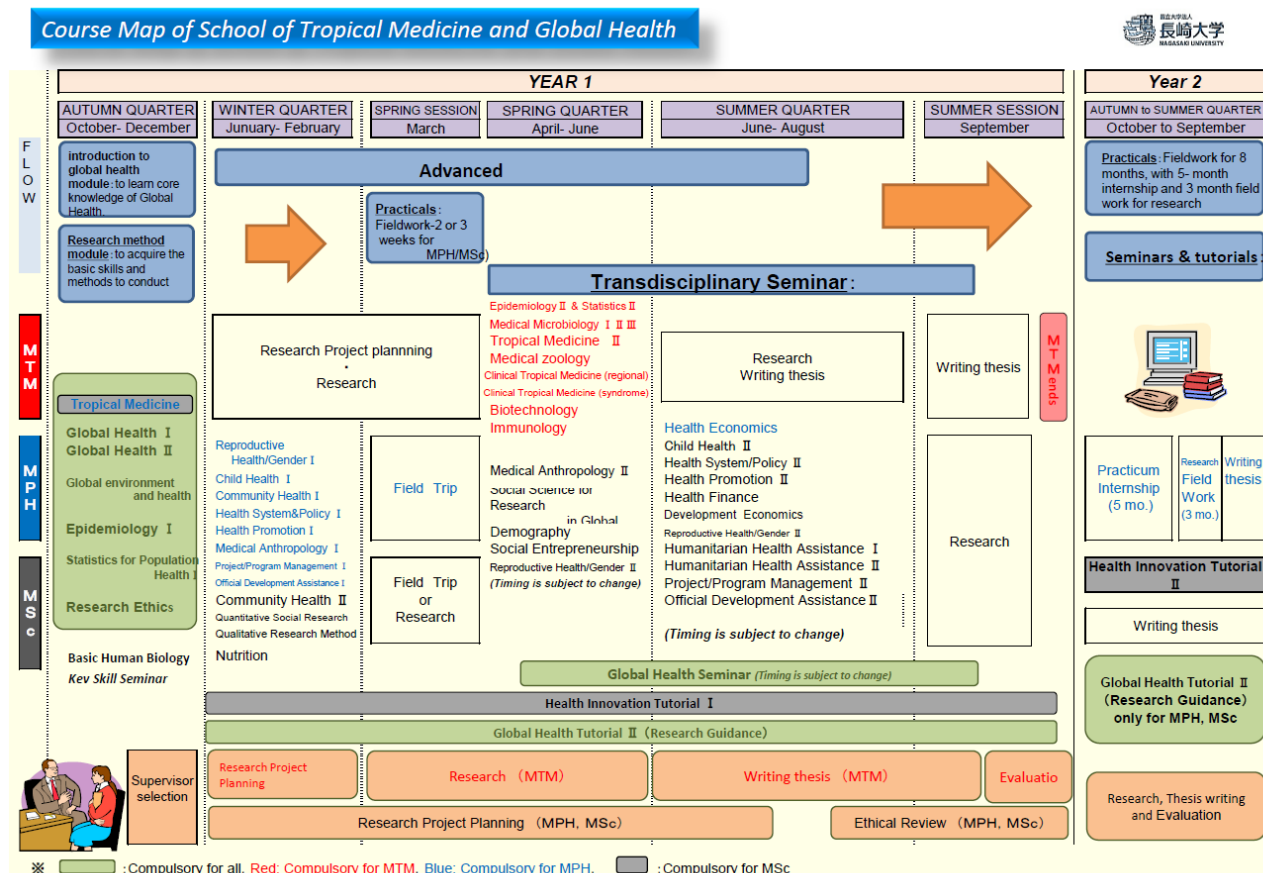 Course Map of School of Tropical Medicine and Global Health
国立大学法人
長崎大学
NAGASAKI UNIVERSITY
YEAR 1
Year 2
AUTUMN QUARTER
October- December
WINTER QUARTER
Junuary- February
SPRING SESSION
March
SPRING QUARTER
April- June
SUMMER QUARTER
June- August
SUMMER SESSION
September
AUTUMN to SUMMER QUARTER
October to September
FLOW
introduction to
global health
module:to learn core
knowledge of Global
Health.
Research method
module: to acquire the
basic skills and
methods to conduct
Advanced
Practicals:
Fieldwork-2 or 3
weeks for
MPH/MSc)
Transdisciplinary Seminar:
Practicals:Fieldwork for 8
months, with 5- month
internship and 3 month field
work for research
Seminars & tutorials:
MTM
MPH
MSc
Tropical Medicine
Global Health Ⅰ
Global Health Ⅱ
Global environment
and health
Epidemiology Ⅰ
Statistics for Population
Health Ⅰ
Research Ethics
Basic Human Biology
Key Skill Seminar
Research Project plannning
・
Research
Reproductive
Health/Gender Ⅰ
Child Health Ⅰ
Community Health Ⅰ
Health System&Policy Ⅰ
Health Promotion Ⅰ
Medical Anthropology Ⅰ
Project/Program Management Ⅰ
Official Development Assistance Ⅰ
Community Health Ⅱ
Quantitative Social Research
Qualitative Research Method
Nutrition
Field Trip
Field Trip
or
Research
Epidemiology Ⅱ & Statistics Ⅱ
Medical Microbiology Ⅰ Ⅱ Ⅲ
Tropical Medicine Ⅱ
Medical zoology
Clinical Tropical Medicine (regional)
Clinical Tropical Medicine (syndrome)
Biotechnology
Immunology
Medical Anthropology Ⅱ
Social Science for
Research
in Global
Demography
Social Entrepreneurship
Reproductive Health/Gender Ⅱ
(Timing is subject to change)
Research
Writing thesis
Health Economics
Child Health Ⅱ
Health System/Policy Ⅱ
Health Promotion Ⅱ
Health Finance
Development Economics
Reproductive Health/Gender Ⅱ
Humanitarian Health Assistance Ⅰ
Humanitarian Health Assistance Ⅱ
Project/Program Management Ⅱ
Official Development Assistance Ⅱ
(Timing is subject to change)
Writing thesis
MTM ends
Research
Practicum
Internship
(5 mo.)
Research
Field
Work
(3 mo.)
Writing
thesis
Health Innovation Tutorial
Ⅱ
Writing thesis
Global Health Tutorial Ⅱ
(Research Guidance)
only for MPH, MSc
Global Health Seminar (Timing is subject to change)
Health Innovation Tutorial Ⅰ
Global Health Tutorial Ⅱ (Research Guidance)
Supervisor
selection
Research Project
Planning
Research (MTM)
Writing thesis (MTM)
Evaluatio
Research Project Planning (MPH, MSc)
Ethical Review (MPH, MSc)
Research, Thesis writing
and Evaluation
※ :Compulsory for all. Red: Compulsory for MTM. Blue: Compulsory for MPH. :Compulsory for MSc